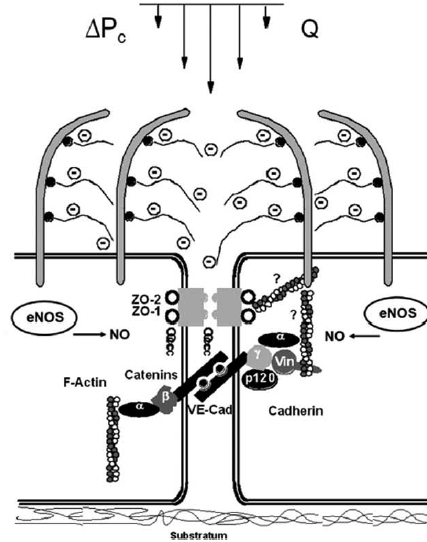 ΔPc Q
?
ZO-2
ZO-1
?
eNOS
eNOS
NO
NO
α
γ
Vin
Catenins
F-Actin
β
p120
α
VE-Cad
Cadherin
Substratum